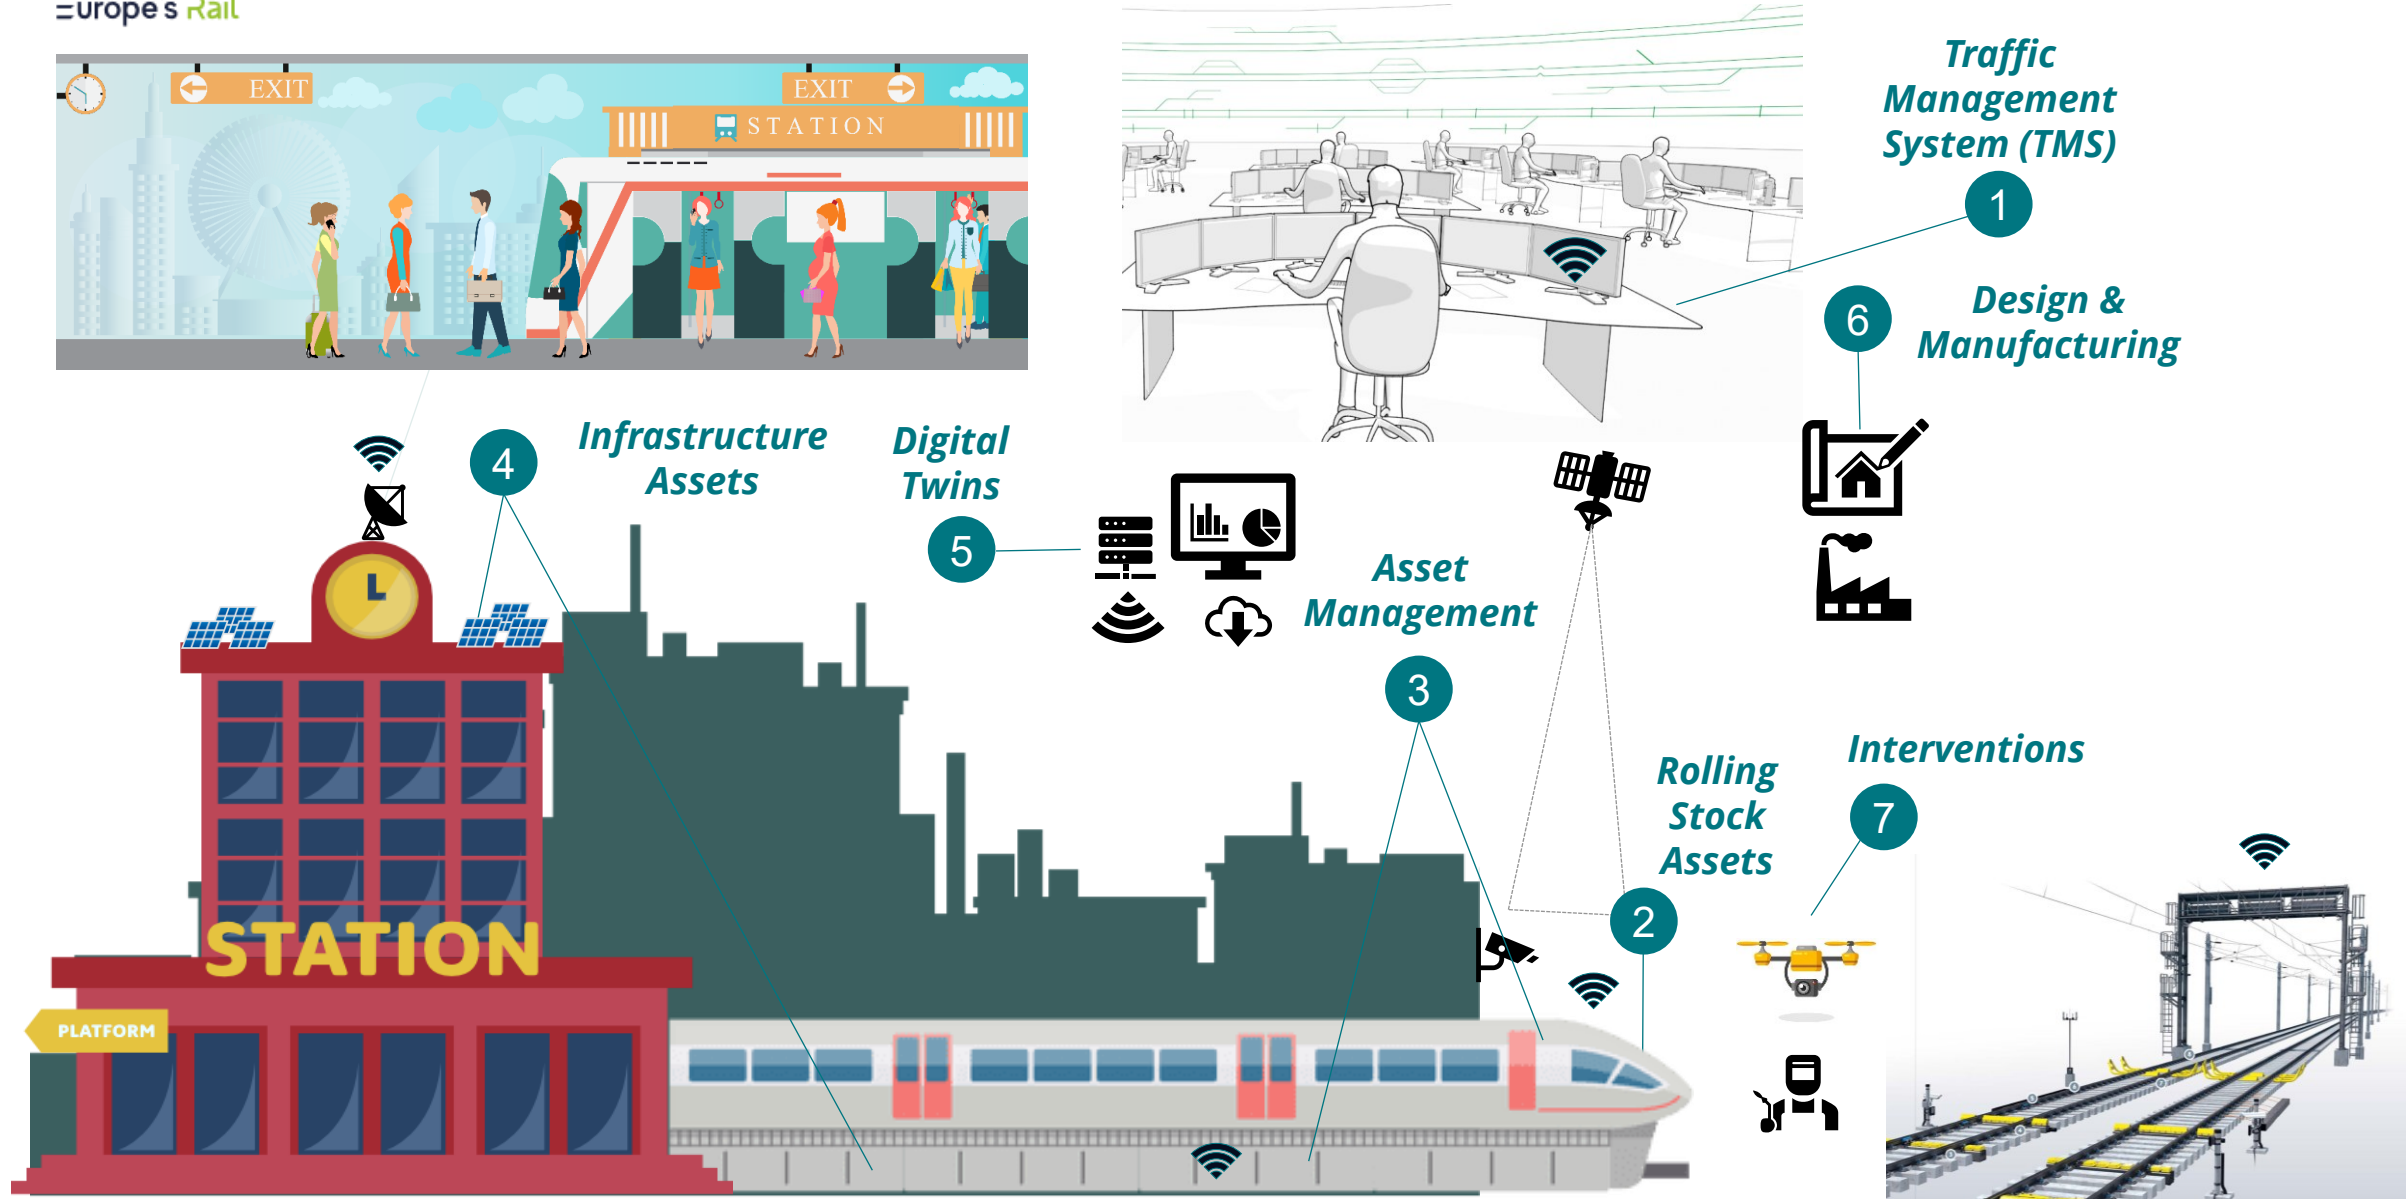 Europe's Rail
EXIT
EXIT
STATION
Traffic
Management
System (TMS)
1
6
Design &
Manufacturing
4
Infrastructure
Assets
Digital
Twins
5
Asset
Management
3
Rolling
Stock
Assets
2
Interventions
7
STATION
PLATFORM